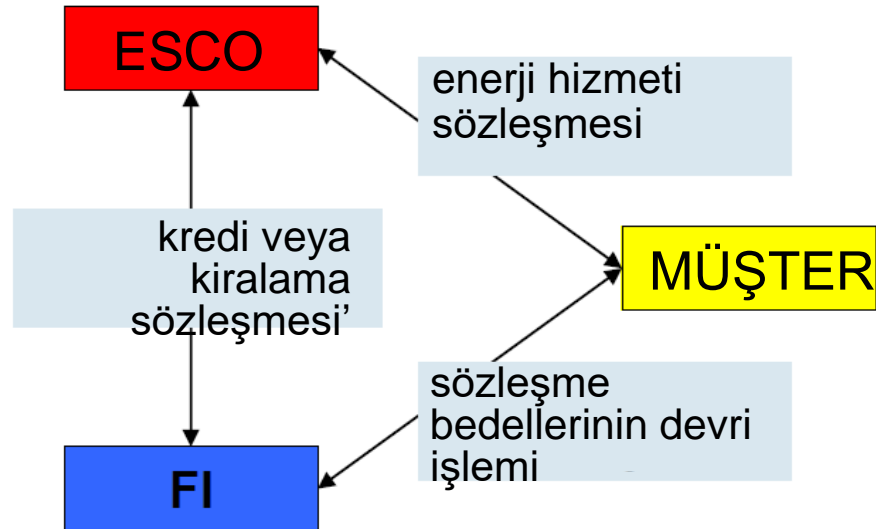 ESCO
enerji hizmeti
sözleşmesi
kredi veya
kiralama
sözleşmesi’
MÜŞTER
sözleşme
bedellerinin devri
işlemi
FI